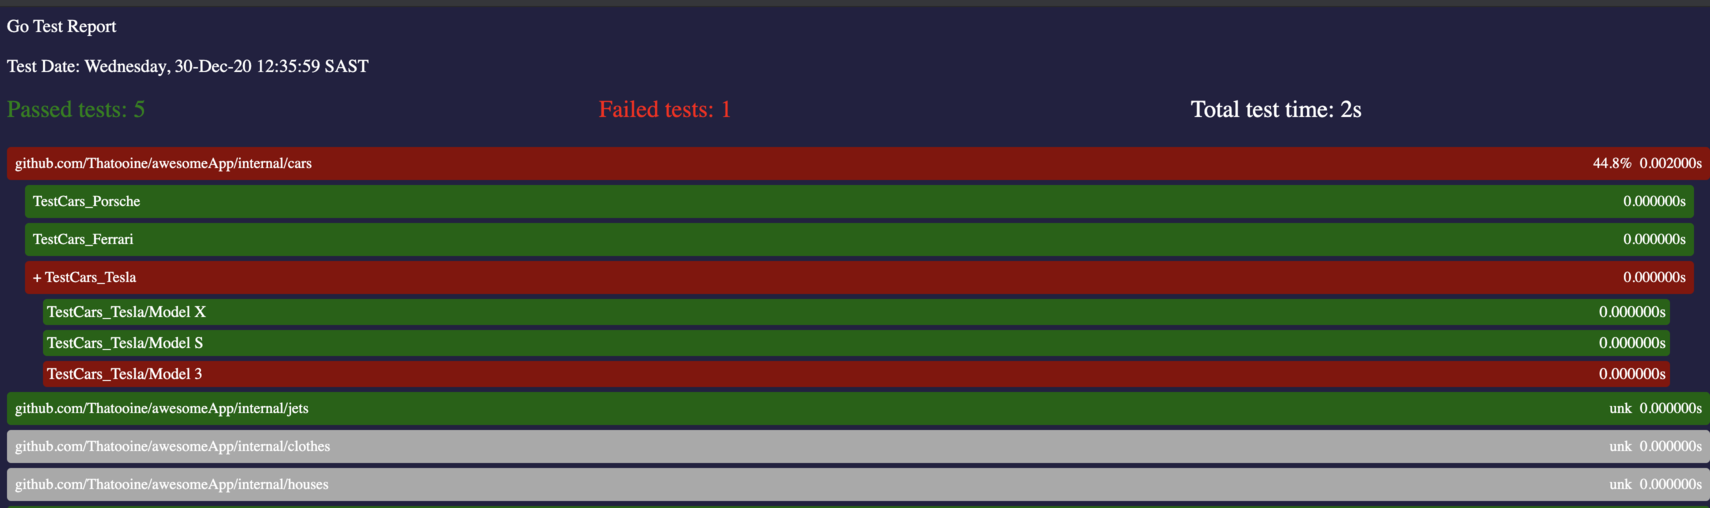 Go Test Report
Test Date: Wednesday, 30-Dec-20 12:35:59 SAST
Passed tests: 5 Failed tests: 1 Total test time: 2s
github.com/Thatooine/awesomeApp/internal/cars 44.8% 0.002000s
TestCars_Porsche 0.000000s
TestCars_Ferrari 0.000000s
+ TestCars_Tesla 0.000000s
TestCars_Tesla/Model X 0.000000s
TestCars_Tesla/Model S 0.000000s
TestCars_Tesla/Model 3 0.000000s
github.com/Thatooine/awesomeApp/internal/jets unk 0.000000s
github.com/Thatooine/awesomeApp/internal/clothes unk 0.000000s
github.com/Thatooine/awesomeApp/internal/houses unk 0.000000s